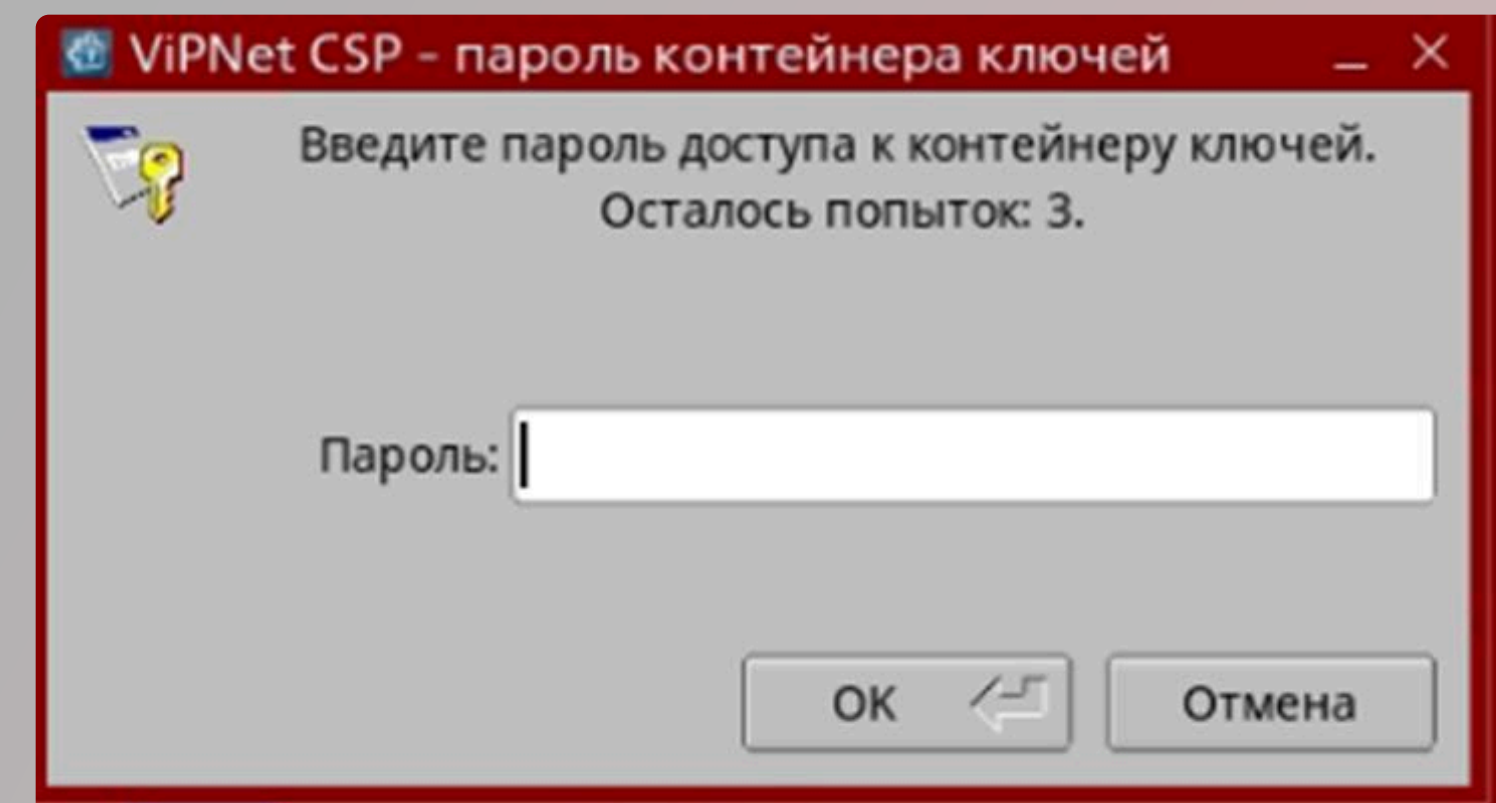 ViPNet CSP – пароль контейнера ключей
Введите пароль доступа к контейнеру ключей.
Осталось попыток: 3.
Пароль:
OK
Отмена